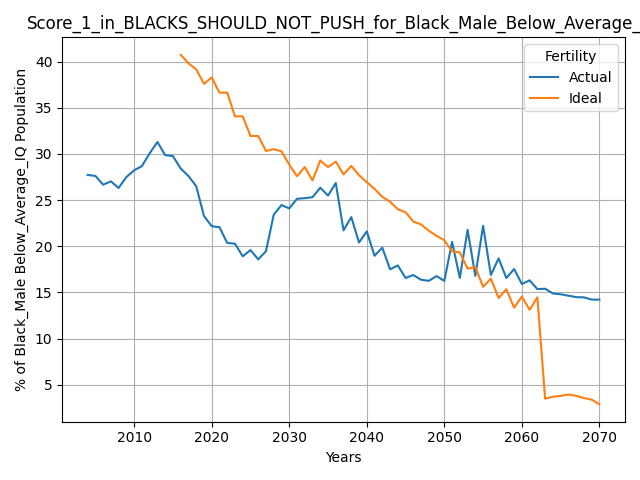 Score_1_in_BLACKS_SHOULD_NOT_PUSH_for_Black_Male_Below_Average_
Fertility
Actual
Ideal
% of Black_Male Below_Average_IQ Population
40
35
30
25
20
15
10
5
2010 2020 2030 2040 2050 2060 2070
Years